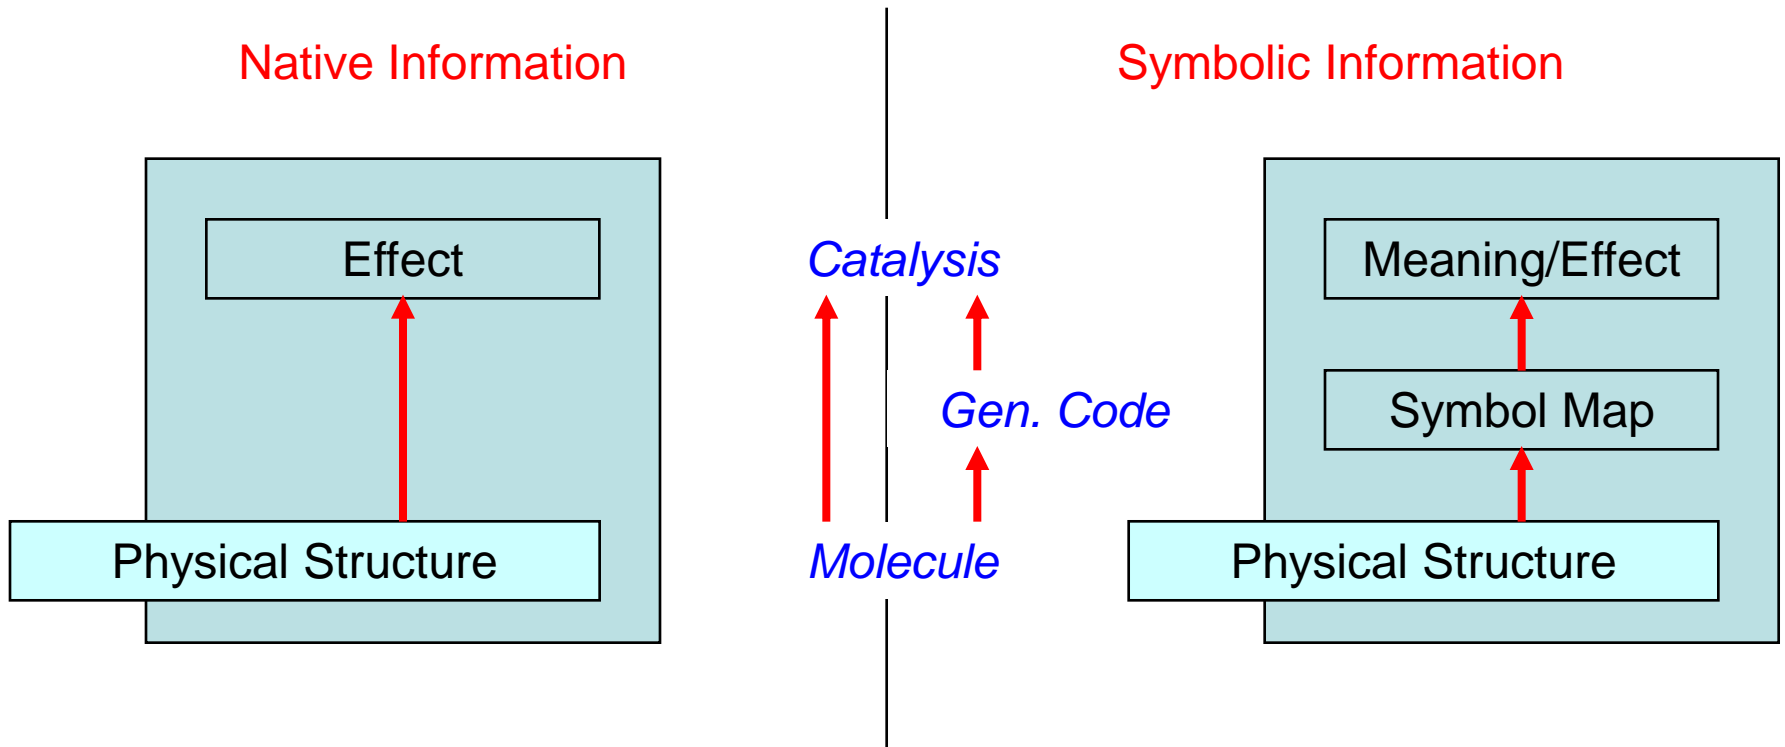 Native Information
Symbolic Information
Effect
Physical Structure
Catalysis
Gen. Code
Molecule
Meaning/Effect
Symbol Map
Physical Structure